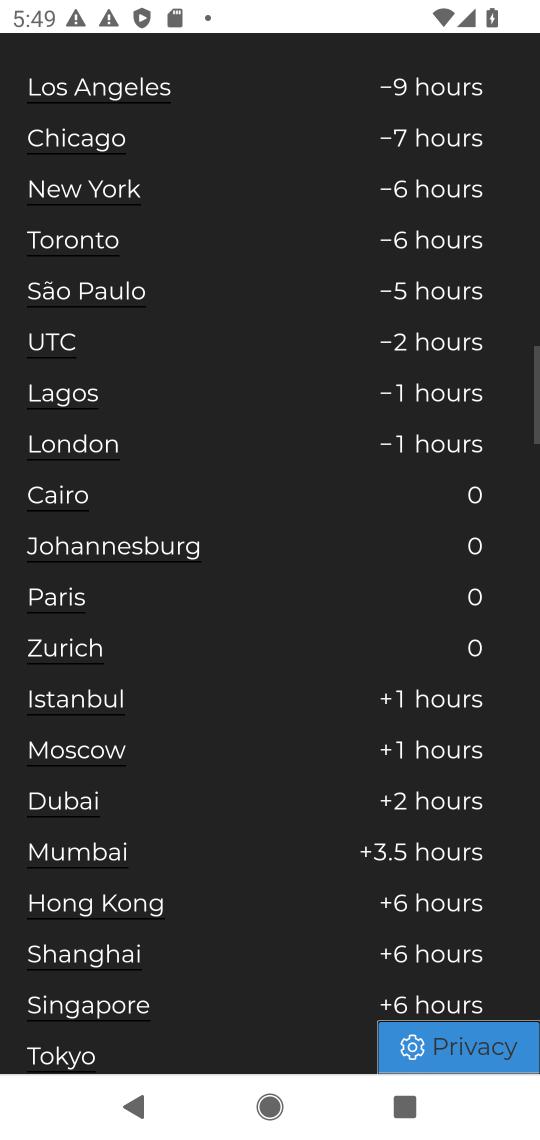 5:49
Los Angeles −9 hours
Chicago −7 hours
New York −6 hours
Toronto −6 hours
São Paulo −5 hours
UTC −2 hours
Lagos −1 hours
London −1 hours
Cairo 0
Johannesburg 0
Paris 0
Zurich 0
Istanbul +1 hours
Moscow +1 hours
Dubai +2 hours
Mumbai +3.5 hours
Hong Kong +6 hours
Shanghai +6 hours
Singapore +6 hours
Tokyo
Privacy